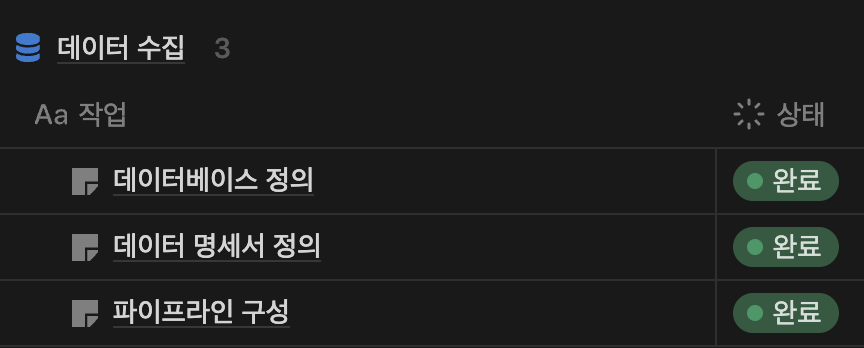 데이터 수집 3
Aa 작업 상태
데이터베이스 정의 완료
데이터 명세서 정의 완료
파이프라인 구성 완료